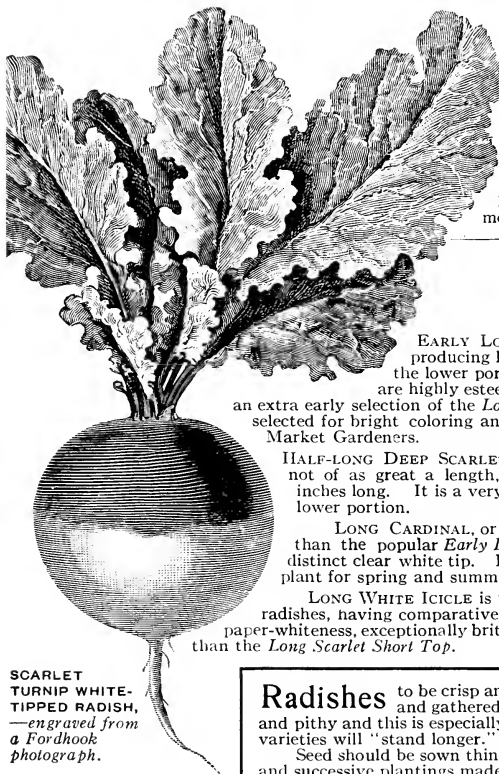 me
EARLY LO
producing l
the lower por
are highly estee
an extra early selection of the Lo
selected for bright coloring an
Market Gardeners.
HALF-LONG DEEP SCARLE
not of as great a length,
inches long. It is a very
lower portion.
LONG CARDINAL, or
than the popular Early L
distinct clear white tip. I
plant for spring and summ
LONG WHITE ICICLE is
radishes, having comparative
paper-whiteness, exceptionally brit
than the Long Scarlet Short Top.
SCARLET
TURNIP WHITE-
TIPPED RADISH,
—engraved from
a Fordhook
photograph.
Radishes to be crisp an
and gathered
and pithy and this is especially
varieties will "stand longer."
Seed should be sown thin
and successive plantings made